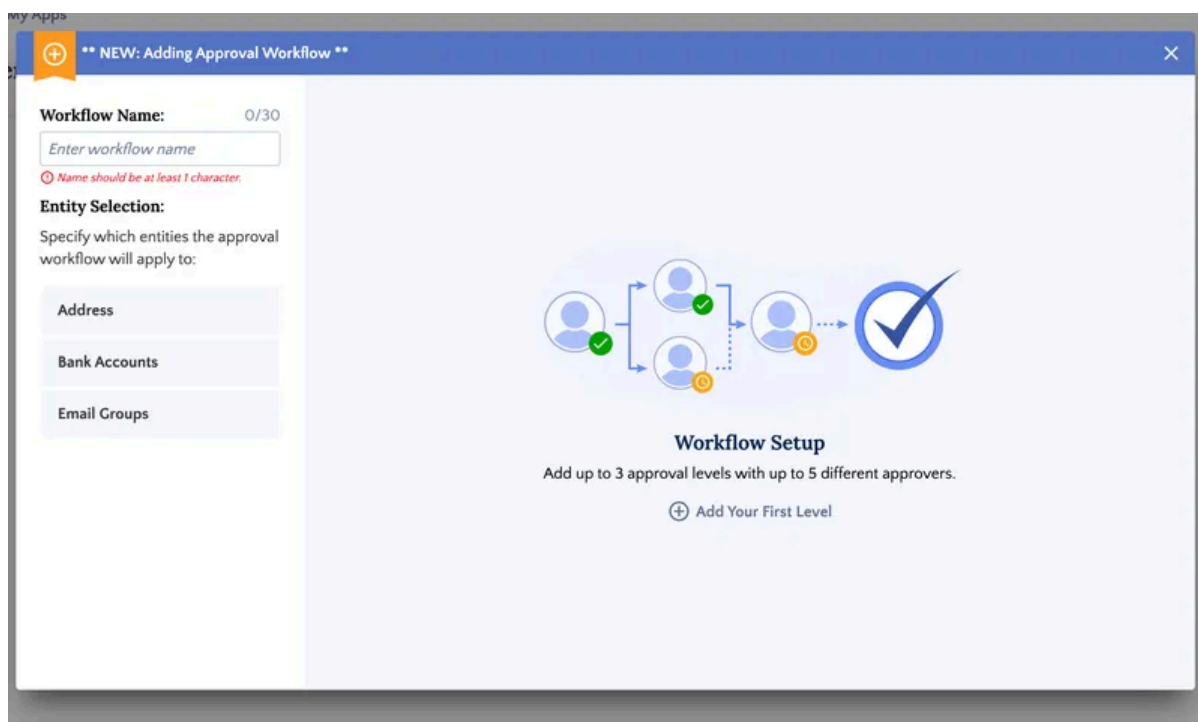 My Apps
** NEW: Adding Approval Workflow **
Workflow Name: 0/30
Enter workflow name
Name should be at least 1 character.
Entity Selection:
Specify which entities the approval
workflow will apply to:
Address
Bank Accounts
Email Groups
Workflow Setup
Add up to 3 approval levels with up to 5 different approvers.
Add Your First Level